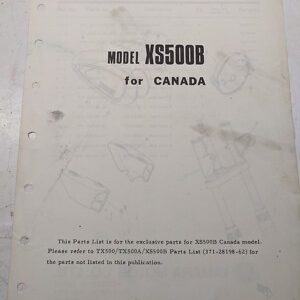 MODEL XS500B
for CANADA
This Parts List is for the exclusive parts for XS500B Canada model.
Please refer to TX500/TX500A/XS500B Parts List (371-28198-62) for
the parts not listed in this publication.